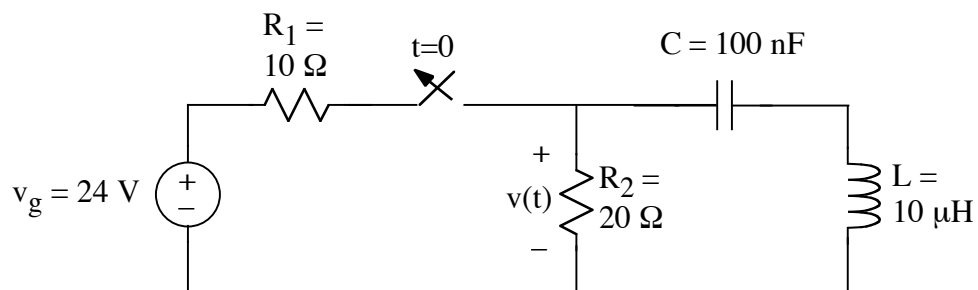 R1 =
10 Ω
t=0
C = 100 nF
vg = 24 V
+
−
+
v(t)
−
R2 =
20 Ω
L =
10 μH